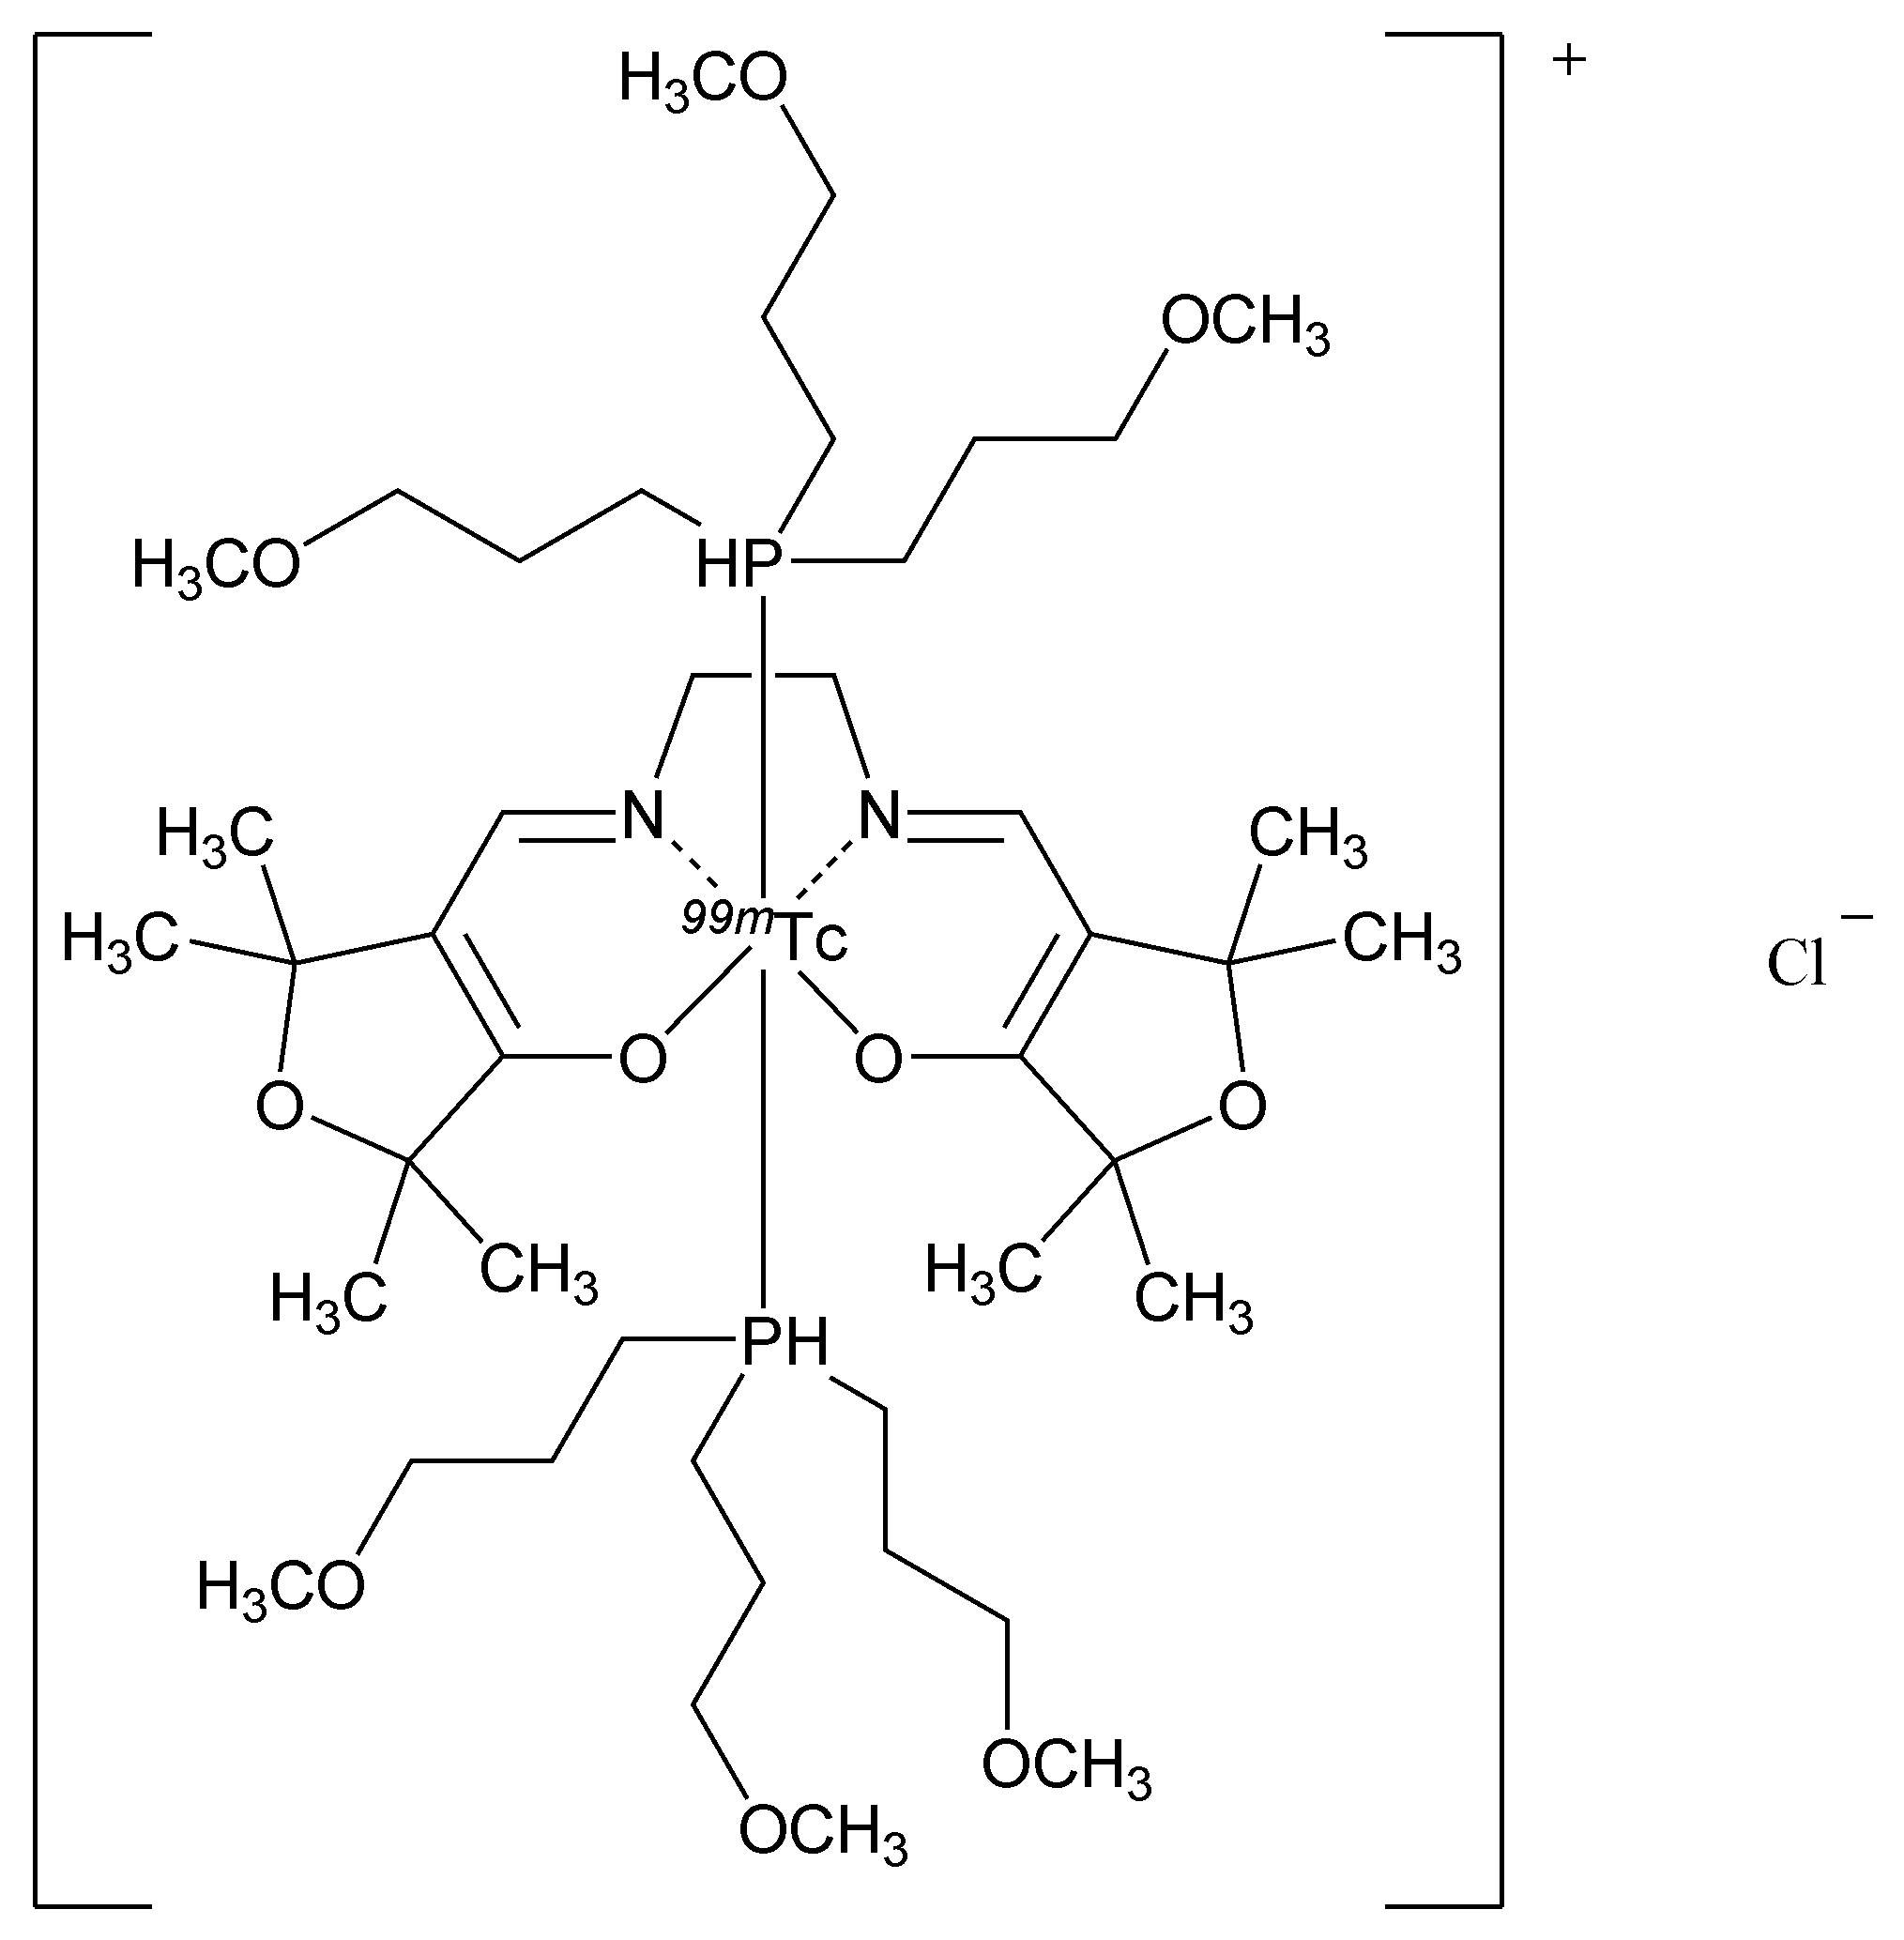 +
H3CO
OCH3
H3CO HP
N N
H3C CH3
H3C 99mTc CH3
Cl−
O O
O O
CH3 H3C
H3C CH3
PH
H3CO
OCH3
OCH3